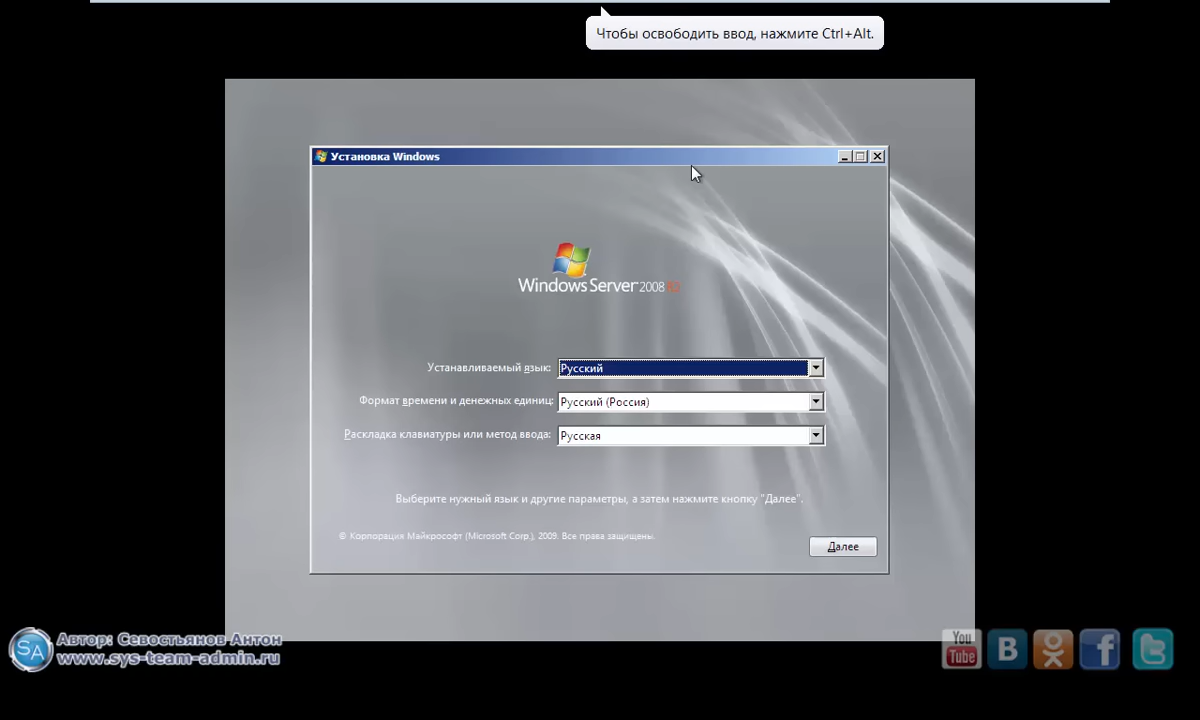 Чтобы освободить ввод, нажмите Ctrl+Alt.
Установка Windows
Windows Server 2008 R2
Устанавливаемый язык: Русский
Формат времени и денежных единиц: Русский (Россия)
Раскладка клавиатуры или метод ввода: Русская
Выберите нужный язык и другие параметры, а затем нажмите кнопку "Далее".
© Корпорация Майкрософт (Microsoft Corp.), 2009. Все права защищены.
Далее
SA
Автор: Севостьянов Антон
www.sys-team-admin.ru
You
Tube
B
f
t